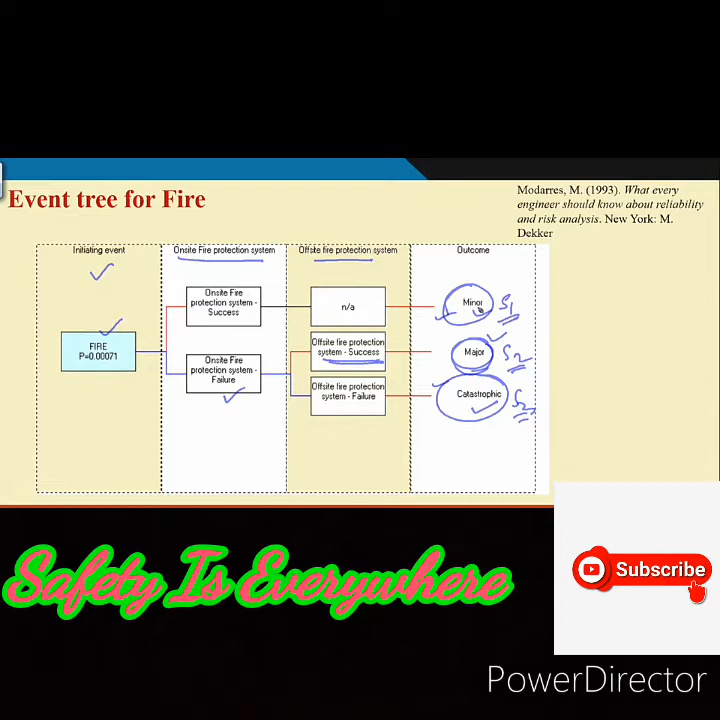 Event tree for Fire
Modarres, M. (1993). What every
engineer should know about reliability
and risk analysis. New York: M.
Dekker
Initiating event
Onsite Fire protection system
Offsite fire protection system
Outcome
Onsite Fire
protection system -
Success
n/a
Minor
S1
FIRE
P=0.00071
Onsite Fire
protection system -
Failure
Offsite fire protection
system - Success
Major
S2
Offsite fire protection
system - Failure
Catastrophic
S3
Safety Is Everywhere
Subscribe
PowerDirector